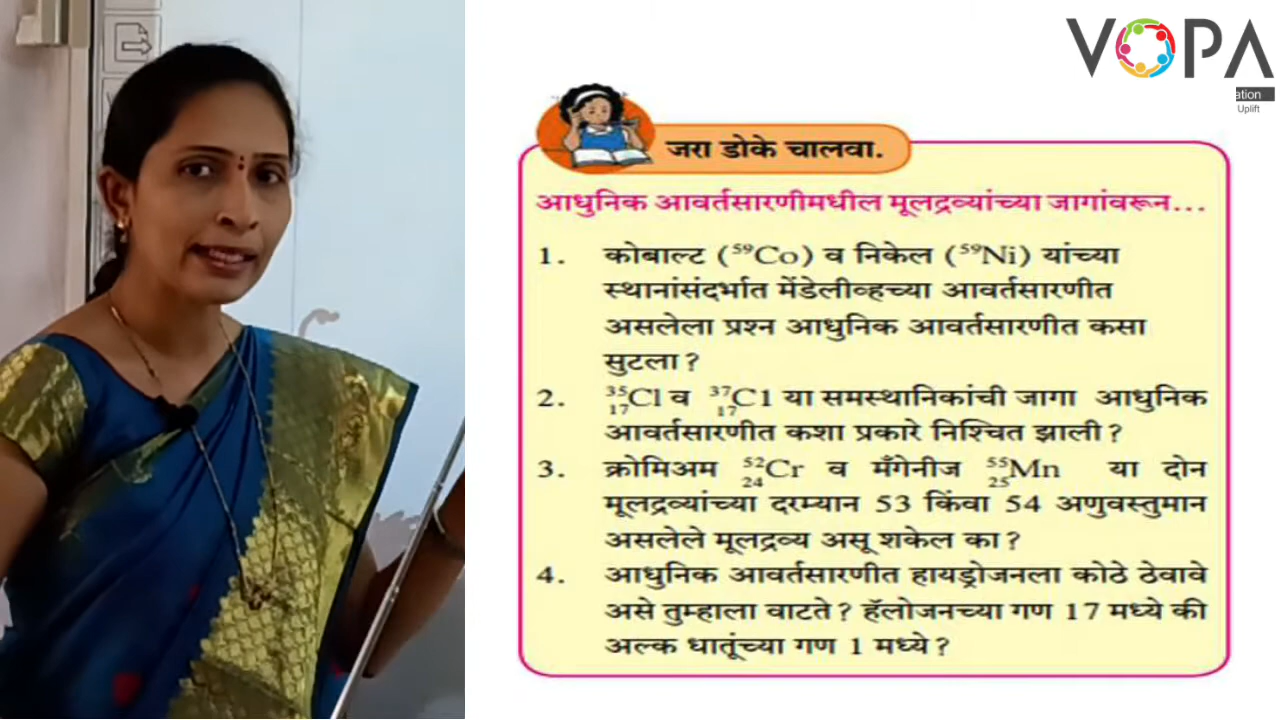 VOPA
ation
Uplift
जरा डोके चालवा.
आधुनिक आवर्तसारणीमधील मूलद्रव्यांच्या जागांवरून...
1. कोबाल्ट (⁵⁹Co) व निकेल (⁵⁹Ni) यांच्या
स्थानांसंदर्भात मेंडेलीव्हच्या आवर्तसारणीत
असलेला प्रश्न आधुनिक आवर्तसारणीत कसा
सुटला ?
2. ³⁵₁₇Cl व ³⁷₁₇C1 या समस्थानिकांची जागा आधुनिक
आवर्तसारणीत कशा प्रकारे निश्चित झाली ?
3. क्रोमिअम ⁵²₂₄Cr व मँगेनीज ⁵⁵₂₅Mn या दोन
मूलद्रव्यांच्या दरम्यान 53 किंवा 54 अणुवस्तुमान
असलेले मूलद्रव्य असू शकेल का ?
4. आधुनिक आवर्तसारणीत हायड्रोजनला कोठे ठेवावे
असे तुम्हाला वाटते ? हॅलोजनच्या गण 17 मध्ये की
अल्क धातूंच्या गण 1 मध्ये ?